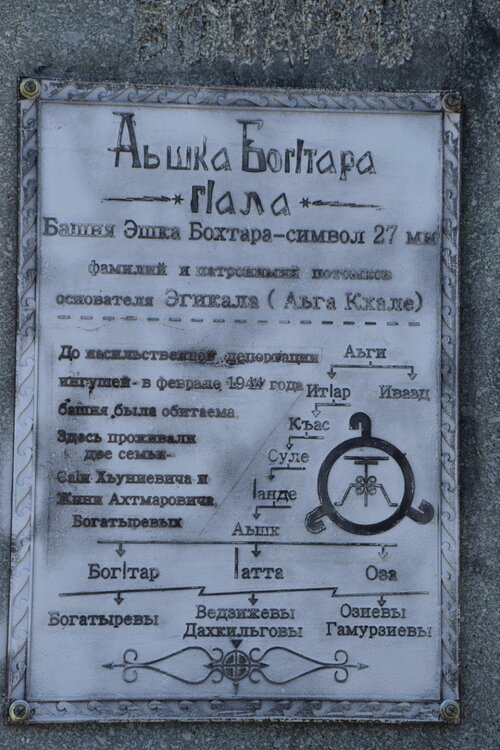 Аьшка БогӀтара
гӀала
Башня Эшка Бохтара-символ 27 ми
фамилий и патронимий потомков
основателя Эгикала ( Аьга Кхале)
До насильственной депортации
ингушей- в феврале 1944 года
башня была обитаема.
Здесь проживали
две семьи-
Саи Хьуниевича и
Жини Ахтмаровича
Богатыревых
Аьги
ИтӀар Ивазд
Къас
Суле
Ӏанде
Аьшк
БогӀтар Ӏатта Оза
Богатыревы Ведзижевы Озиевы
Дахкильговы Гамурзиевы